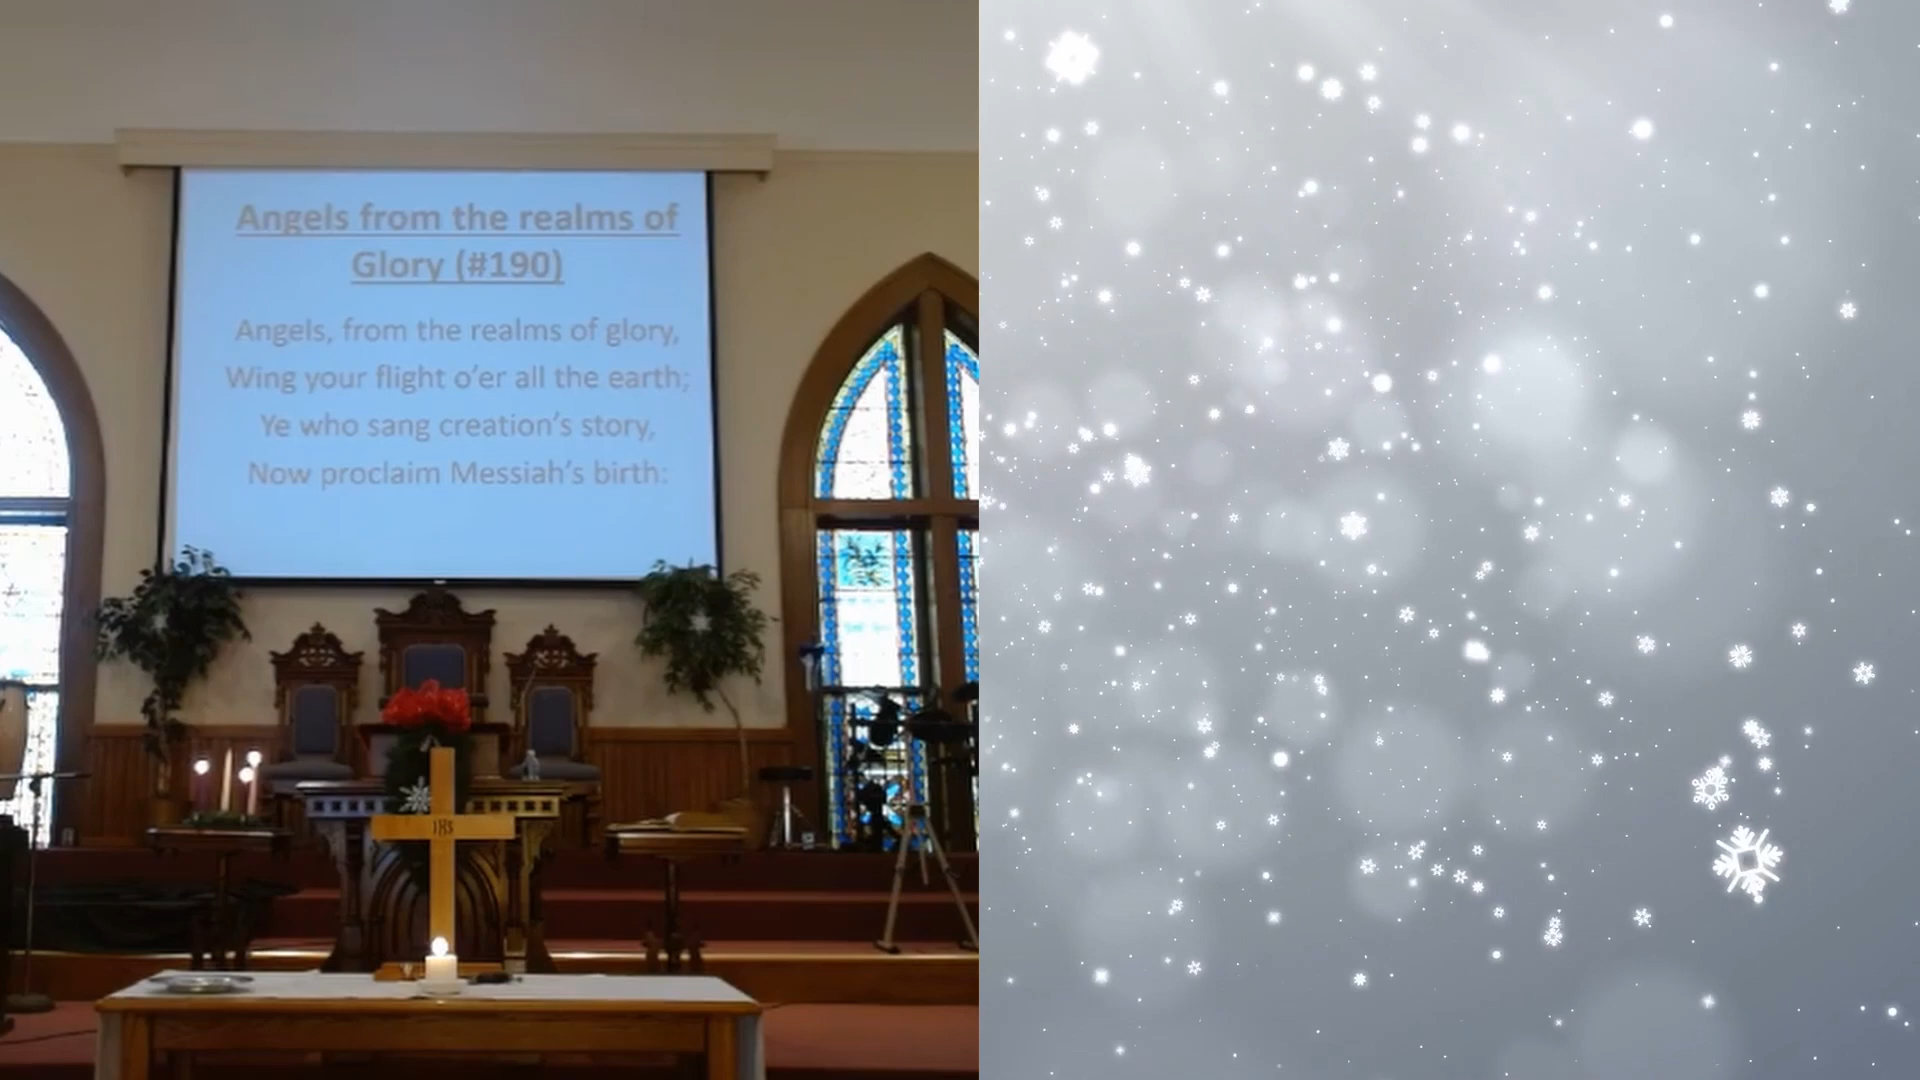 Angels from the realms of
Glory (#190)
Angels, from the realms of glory,
Wing your flight o’er all the earth;
Ye who sang creation’s story,
Now proclaim Messiah’s birth:
IHS